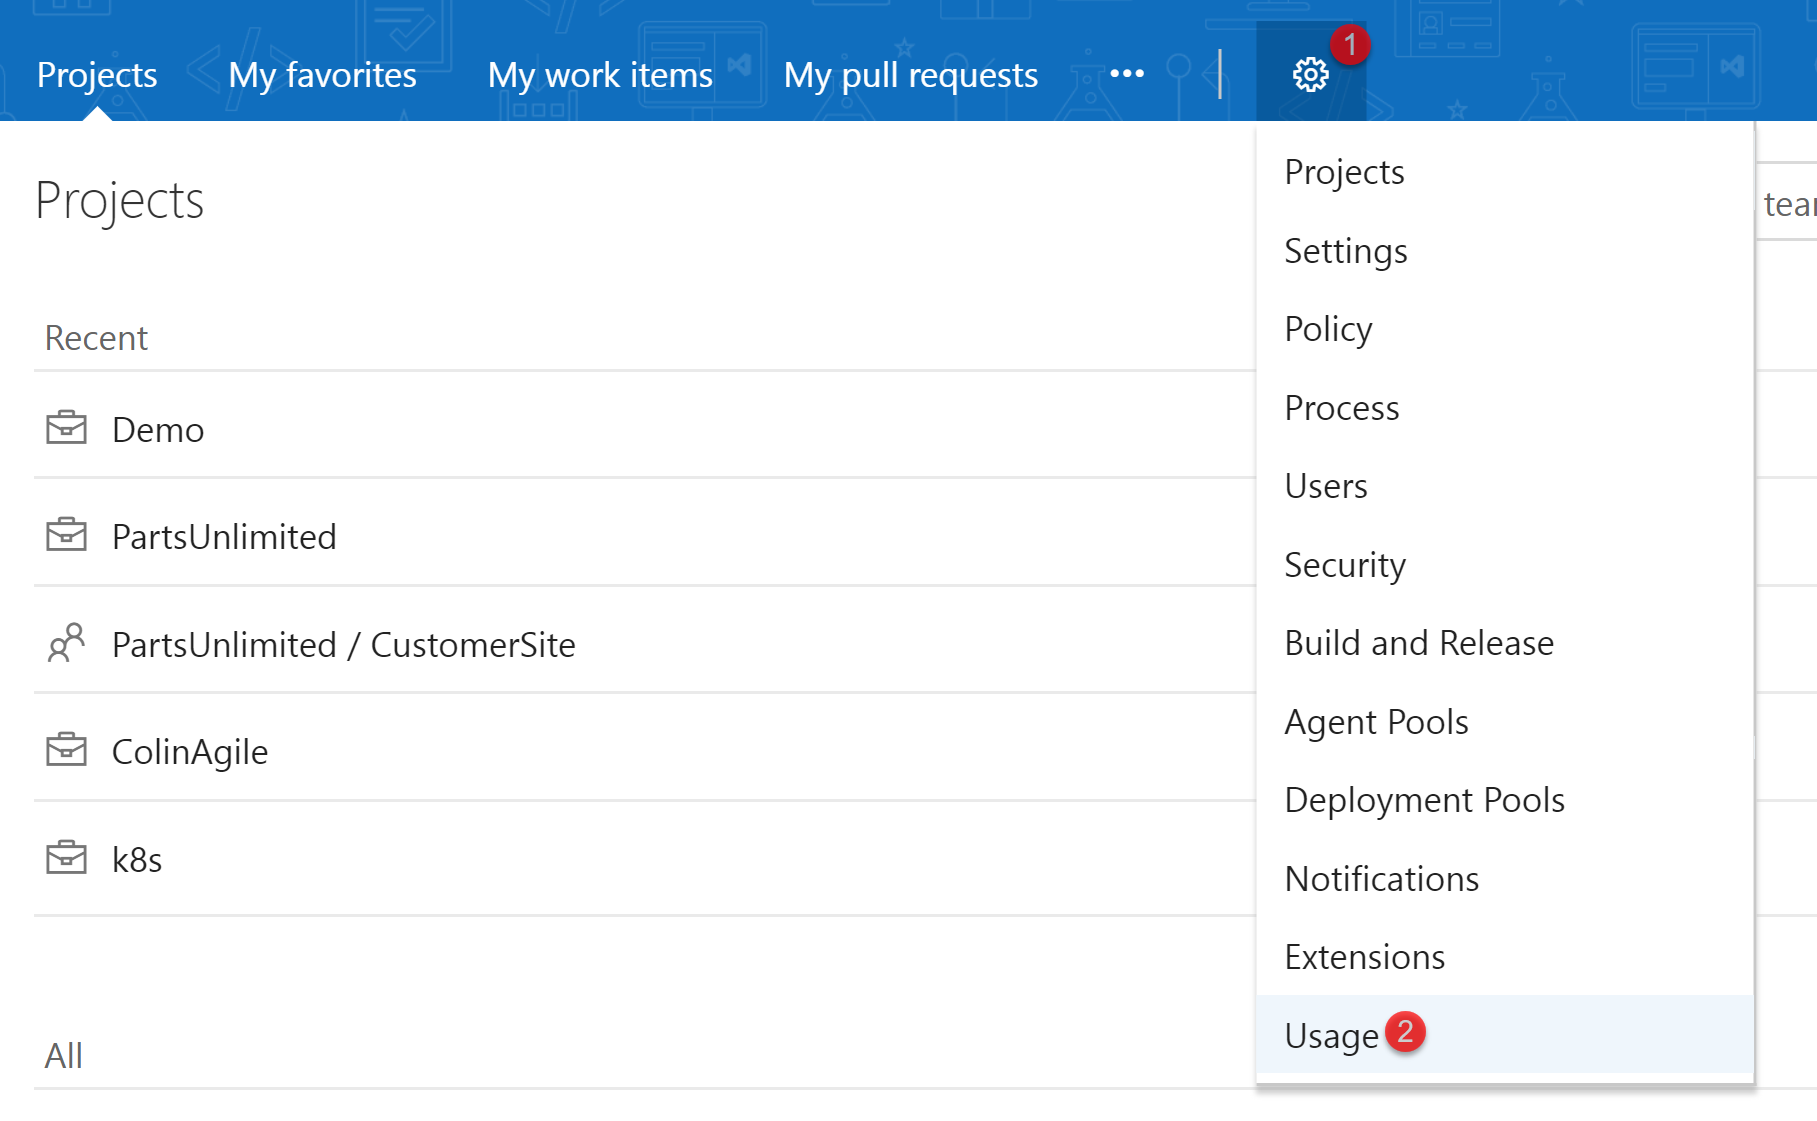 Projects My favorites My work items My pull requests ••• 1
Projects
Recent
Demo
PartsUnlimited
PartsUnlimited / CustomerSite
ColinAgile
k8s
All
Projects
Settings
Policy
Process
Users
Security
Build and Release
Agent Pools
Deployment Pools
Notifications
Extensions
Usage 2